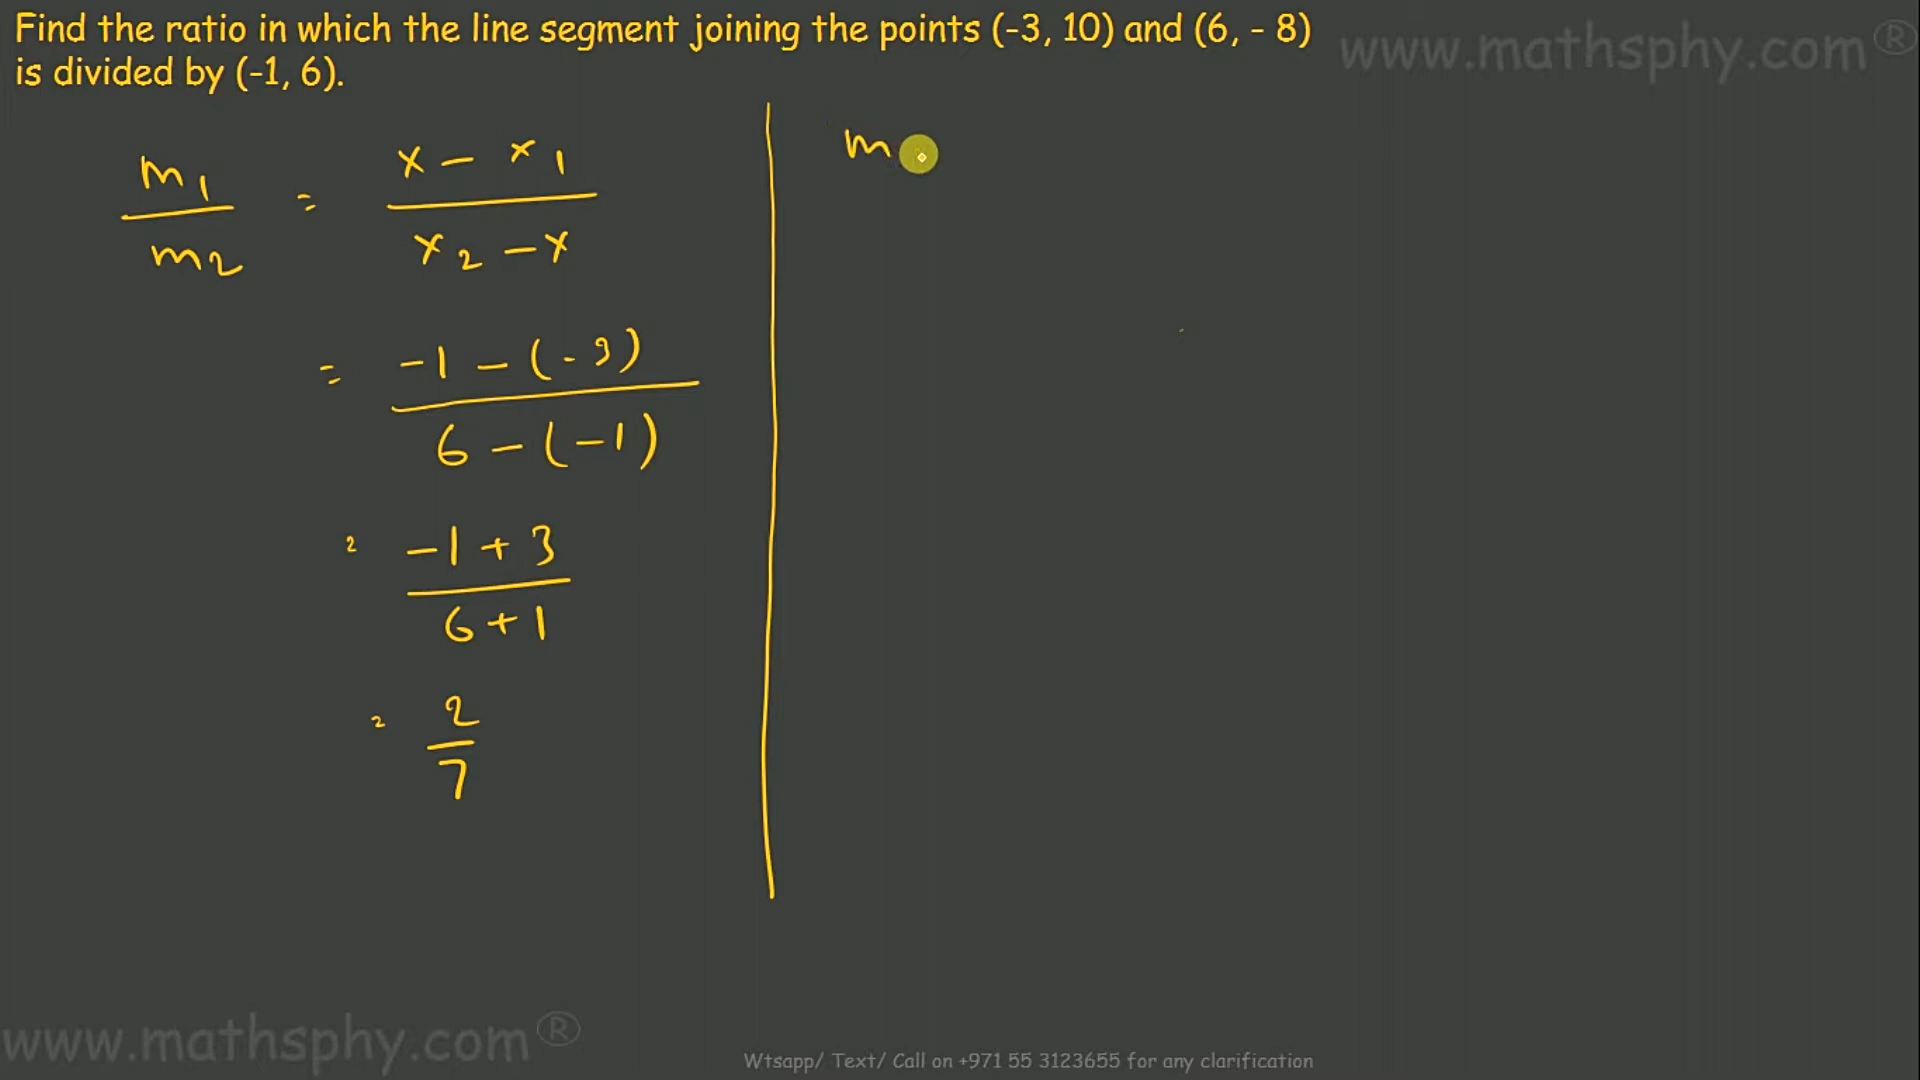 Find the ratio in which the line segment joining the points (-3, 10) and (6, - 8)
is divided by (-1, 6).
www.mathsphy.com®
m1/m2 = x - x1/x2 - x
= -1 - (-3)/6 - (-1)
= -1 + 3/6 + 1
= 2/7
m
www.mathsphy.com®
Wtsapp/ Text/ Call on +971 55 3123655 for any clarification